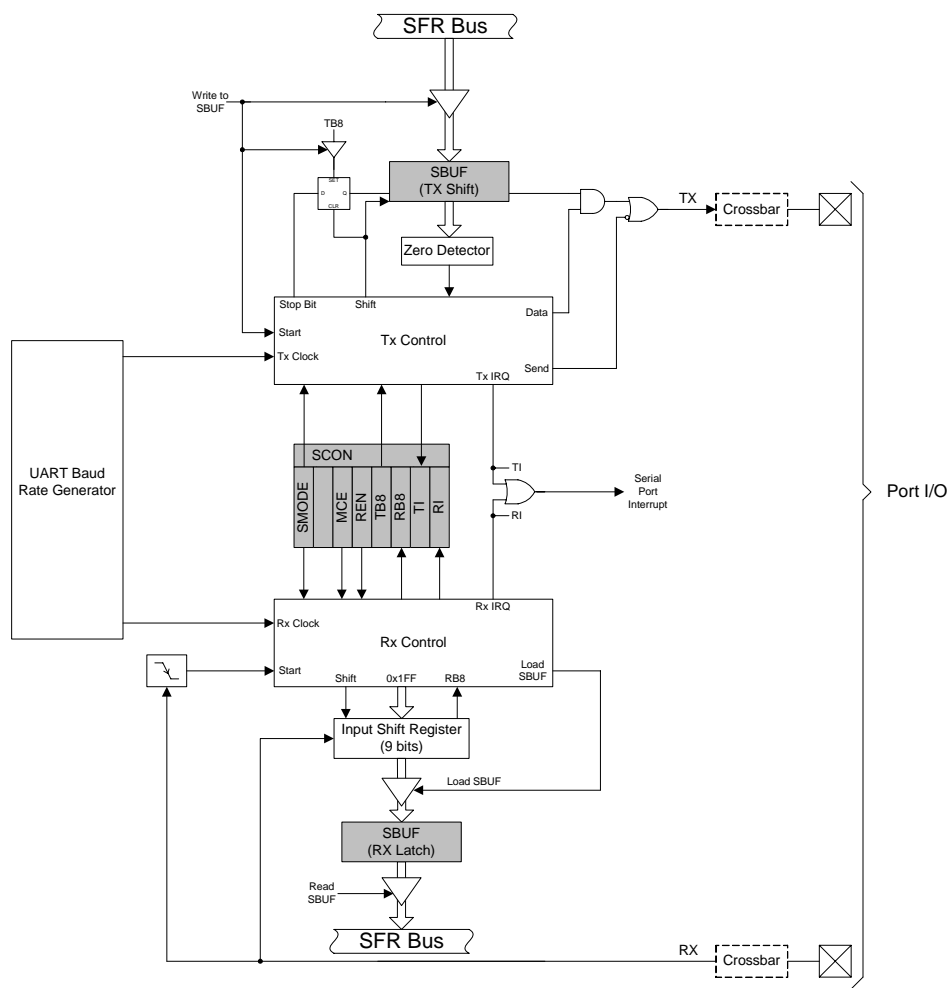 SFR Bus
Write to
SBUF
TB8
SBUF
(TX Shift)
SET
D
Q
CLR
TX
Crossbar
Zero Detector
Stop Bit
Shift
Data
Start
Tx Control
Tx Clock
Send
Tx IRQ
UART Baud
Rate Generator
SCON
SMODE
MCE
REN
TB8
RB8
TI
RI
TI
RI
Serial
Port
Interrupt
Port I/O
Rx IRQ
Rx Clock
Rx Control
Start
Load
SBUF
Shift
0x1FF
RB8
Input Shift Register
(9 bits)
Load SBUF
SBUF
(RX Latch)
Read
SBUF
SFR Bus
RX
Crossbar